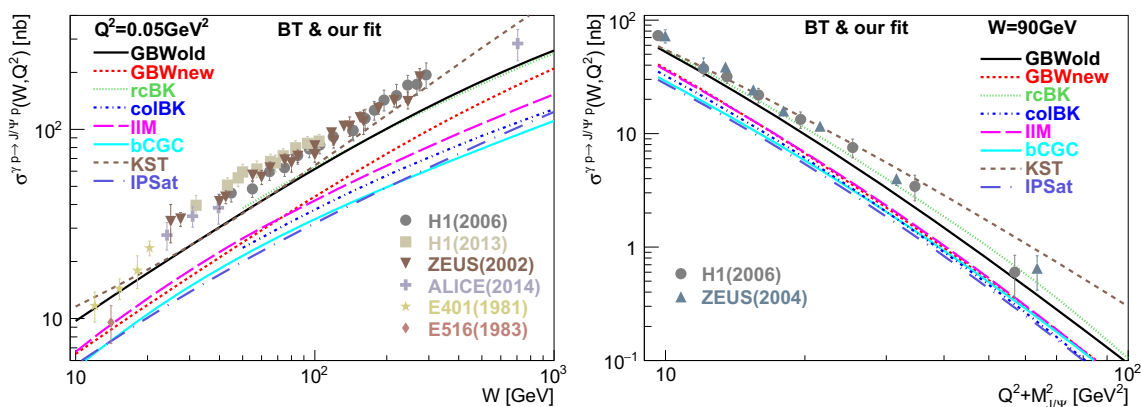 Q²=0.05GeV²
BT & our fit
GBWold
GBWnew
rcBK
colBK
IIM
bCGC
KST
IPSat
H1(2006)
H1(2013)
ZEUS(2002)
ALICE(2014)
E401(1981)
E516(1983)
σ^γ p→ J/Ψ p(W,Q²) [nb]
10²
10
10
10²
10³
W [GeV]
BT & our fit
W=90GeV
GBWold
GBWnew
rcBK
colBK
IIM
bCGC
KST
IPSat
H1(2006)
ZEUS(2004)
σ^γ p→ J/Ψ p(W,Q²) [nb]
10²
10
1
10⁻¹
10
10²
Q²+M²_J/Ψ [GeV²]